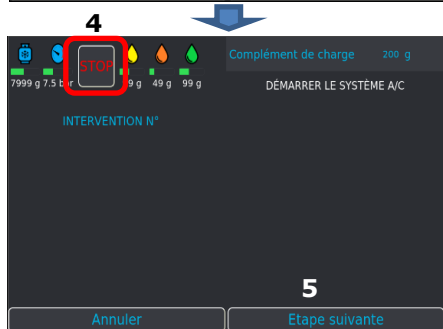 4
STOP
Complément de charge 200 g
7999 g 7.5 b r 9 g 49 g 99 g
DÉMARRER LE SYSTÈME A/C
INTERVENTION N°
5
Annuler
Etape suivante